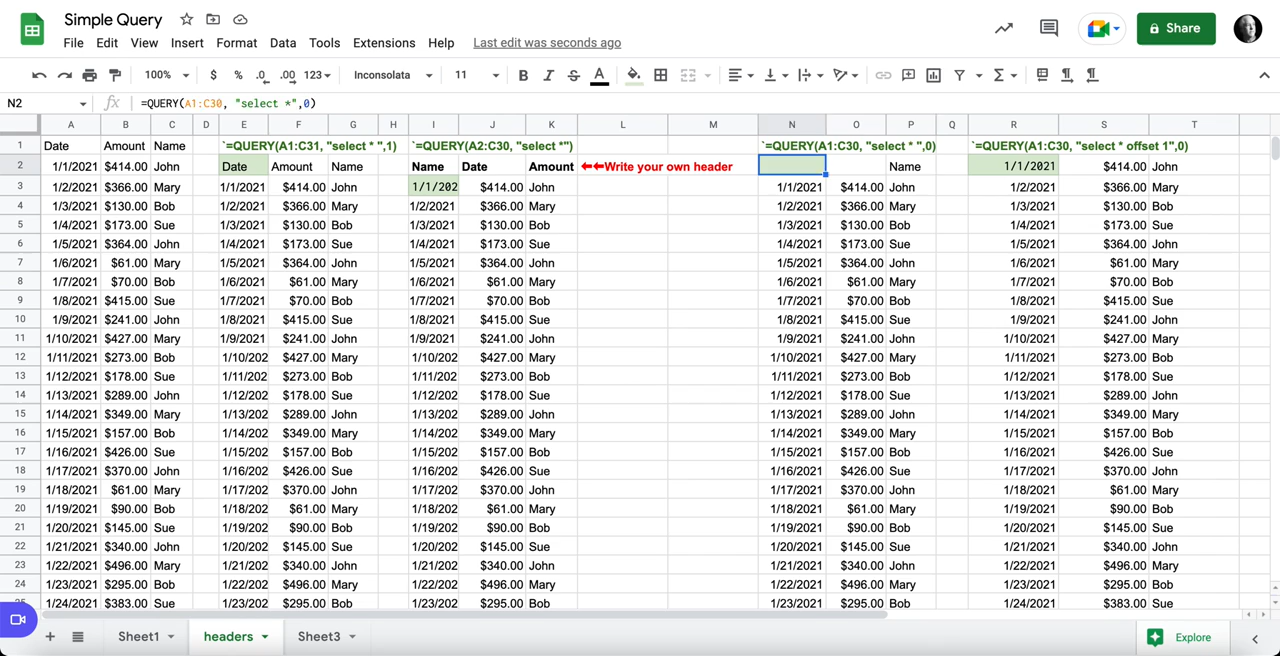 Simple Query
File Edit View Insert Format Data Tools Extensions Help Last edit was seconds ago
Share
100% $ % .0 .00 123 Inconsolata 11 B I S A
N2 fx =QUERY(A1:C30, "select *",0)
A B C D E F G H I J K L M N O P Q R S T
1 Date Amount Name `=QUERY(A1:C31, "select * ",1) `=QUERY(A2:C30, "select *") `=QUERY(A1:C30, "select * ",0) `=QUERY(A1:C30, "select * offset 1",0)
2 1/1/2021 $414.00 John Date Amount Name Name Date Amount ⬅⬅Write your own header Name 1/1/2021 $414.00 John
3 1/2/2021 $366.00 Mary 1/1/2021 $414.00 John 1/1/202 $414.00 John 1/1/2021 $414.00 John 1/2/2021 $366.00 Mary
4 1/3/2021 $130.00 Bob 1/2/2021 $366.00 Mary 1/2/2021 $366.00 Mary 1/2/2021 $366.00 Mary 1/3/2021 $130.00 Bob
5 1/4/2021 $173.00 Sue 1/3/2021 $130.00 Bob 1/3/2021 $130.00 Bob 1/3/2021 $130.00 Bob 1/4/2021 $173.00 Sue
6 1/5/2021 $364.00 John 1/4/2021 $173.00 Sue 1/4/2021 $173.00 Sue 1/4/2021 $173.00 Sue 1/5/2021 $364.00 John
7 1/6/2021 $61.00 Mary 1/5/2021 $364.00 John 1/5/2021 $364.00 John 1/5/2021 $364.00 John 1/6/2021 $61.00 Mary
8 1/7/2021 $70.00 Bob 1/6/2021 $61.00 Mary 1/6/2021 $61.00 Mary 1/6/2021 $61.00 Mary 1/7/2021 $70.00 Bob
9 1/8/2021 $415.00 Sue 1/7/2021 $70.00 Bob 1/7/2021 $70.00 Bob 1/7/2021 $70.00 Bob 1/8/2021 $415.00 Sue
10 1/9/2021 $241.00 John 1/8/2021 $415.00 Sue 1/8/2021 $415.00 Sue 1/8/2021 $415.00 Sue 1/9/2021 $241.00 John
11 1/10/2021 $427.00 Mary 1/9/2021 $241.00 John 1/9/2021 $241.00 John 1/9/2021 $241.00 John 1/10/2021 $427.00 Mary
12 1/11/2021 $273.00 Bob 1/10/202 $427.00 Mary 1/10/202 $427.00 Mary 1/10/2021 $427.00 Mary 1/11/2021 $273.00 Bob
13 1/12/2021 $178.00 Sue 1/11/202 $273.00 Bob 1/11/202 $273.00 Bob 1/11/2021 $273.00 Bob 1/12/2021 $178.00 Sue
14 1/13/2021 $289.00 John 1/12/202 $178.00 Sue 1/12/202 $178.00 Sue 1/12/2021 $178.00 Sue 1/13/2021 $289.00 John
15 1/14/2021 $349.00 Mary 1/13/202 $289.00 John 1/13/202 $289.00 John 1/13/2021 $289.00 John 1/14/2021 $349.00 Mary
16 1/15/2021 $157.00 Bob 1/14/202 $349.00 Mary 1/14/202 $349.00 Mary 1/14/2021 $349.00 Mary 1/15/2021 $157.00 Bob
17 1/16/2021 $426.00 Sue 1/15/202 $157.00 Bob 1/15/202 $157.00 Bob 1/15/2021 $157.00 Bob 1/16/2021 $426.00 Sue
18 1/17/2021 $370.00 John 1/16/202 $426.00 Sue 1/16/202 $426.00 Sue 1/16/2021 $426.00 Sue 1/17/2021 $370.00 John
19 1/18/2021 $61.00 Mary 1/17/202 $370.00 John 1/17/202 $370.00 John 1/17/2021 $370.00 John 1/18/2021 $61.00 Mary
20 1/19/2021 $90.00 Bob 1/18/202 $61.00 Mary 1/18/202 $61.00 Mary 1/18/2021 $61.00 Mary 1/19/2021 $90.00 Bob
21 1/20/2021 $145.00 Sue 1/19/202 $90.00 Bob 1/19/202 $90.00 Bob 1/19/2021 $90.00 Bob 1/20/2021 $145.00 Sue
22 1/21/2021 $340.00 John 1/20/202 $145.00 Sue 1/20/202 $145.00 Sue 1/20/2021 $145.00 Sue 1/21/2021 $340.00 John
23 1/22/2021 $496.00 Mary 1/21/202 $340.00 John 1/21/202 $340.00 John 1/21/2021 $340.00 John 1/22/2021 $496.00 Mary
24 1/23/2021 $295.00 Bob 1/22/202 $496.00 Mary 1/22/202 $496.00 Mary 1/22/2021 $496.00 Mary 1/23/2021 $295.00 Bob
25 1/24/2021 $383.00 Sue 1/23/202 $295.00 Bob 1/23/202 $295.00 Bob 1/23/2021 $295.00 Bob 1/24/2021 $383.00 Sue
Sheet1 headers Sheet3 Explore